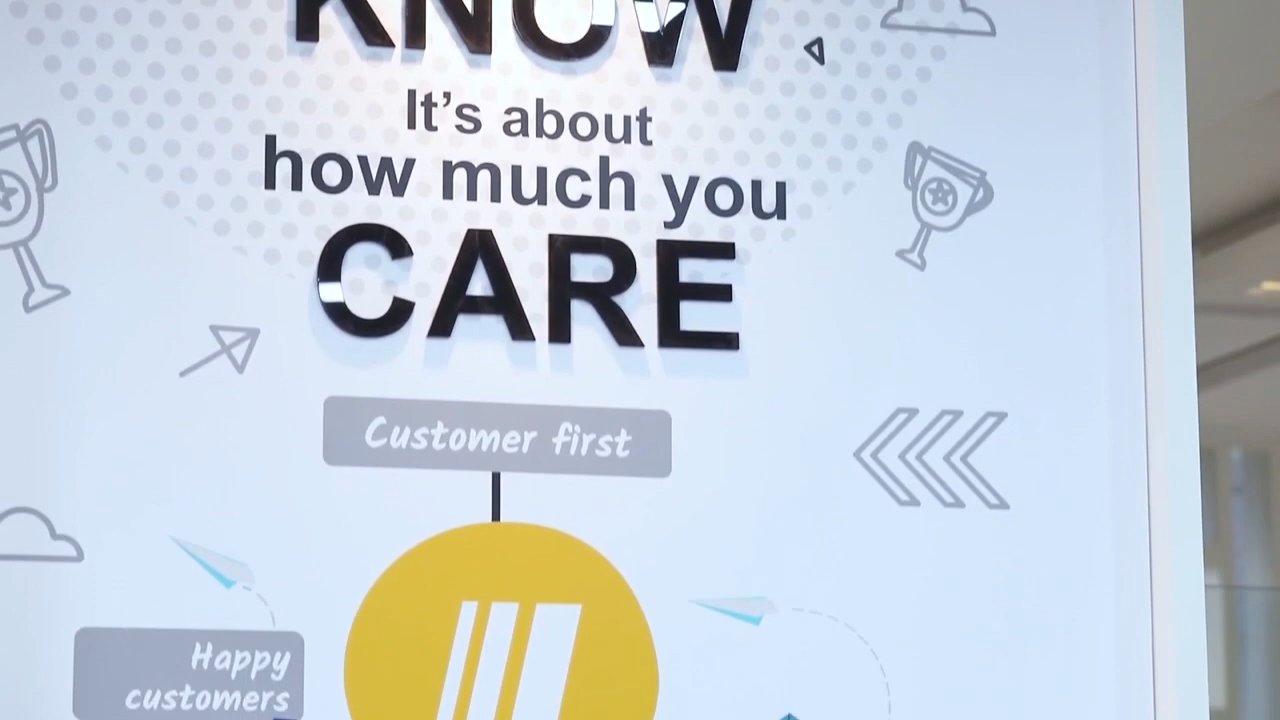 KNOW
It's about
how much you
CARE
Customer first
Happy
customers